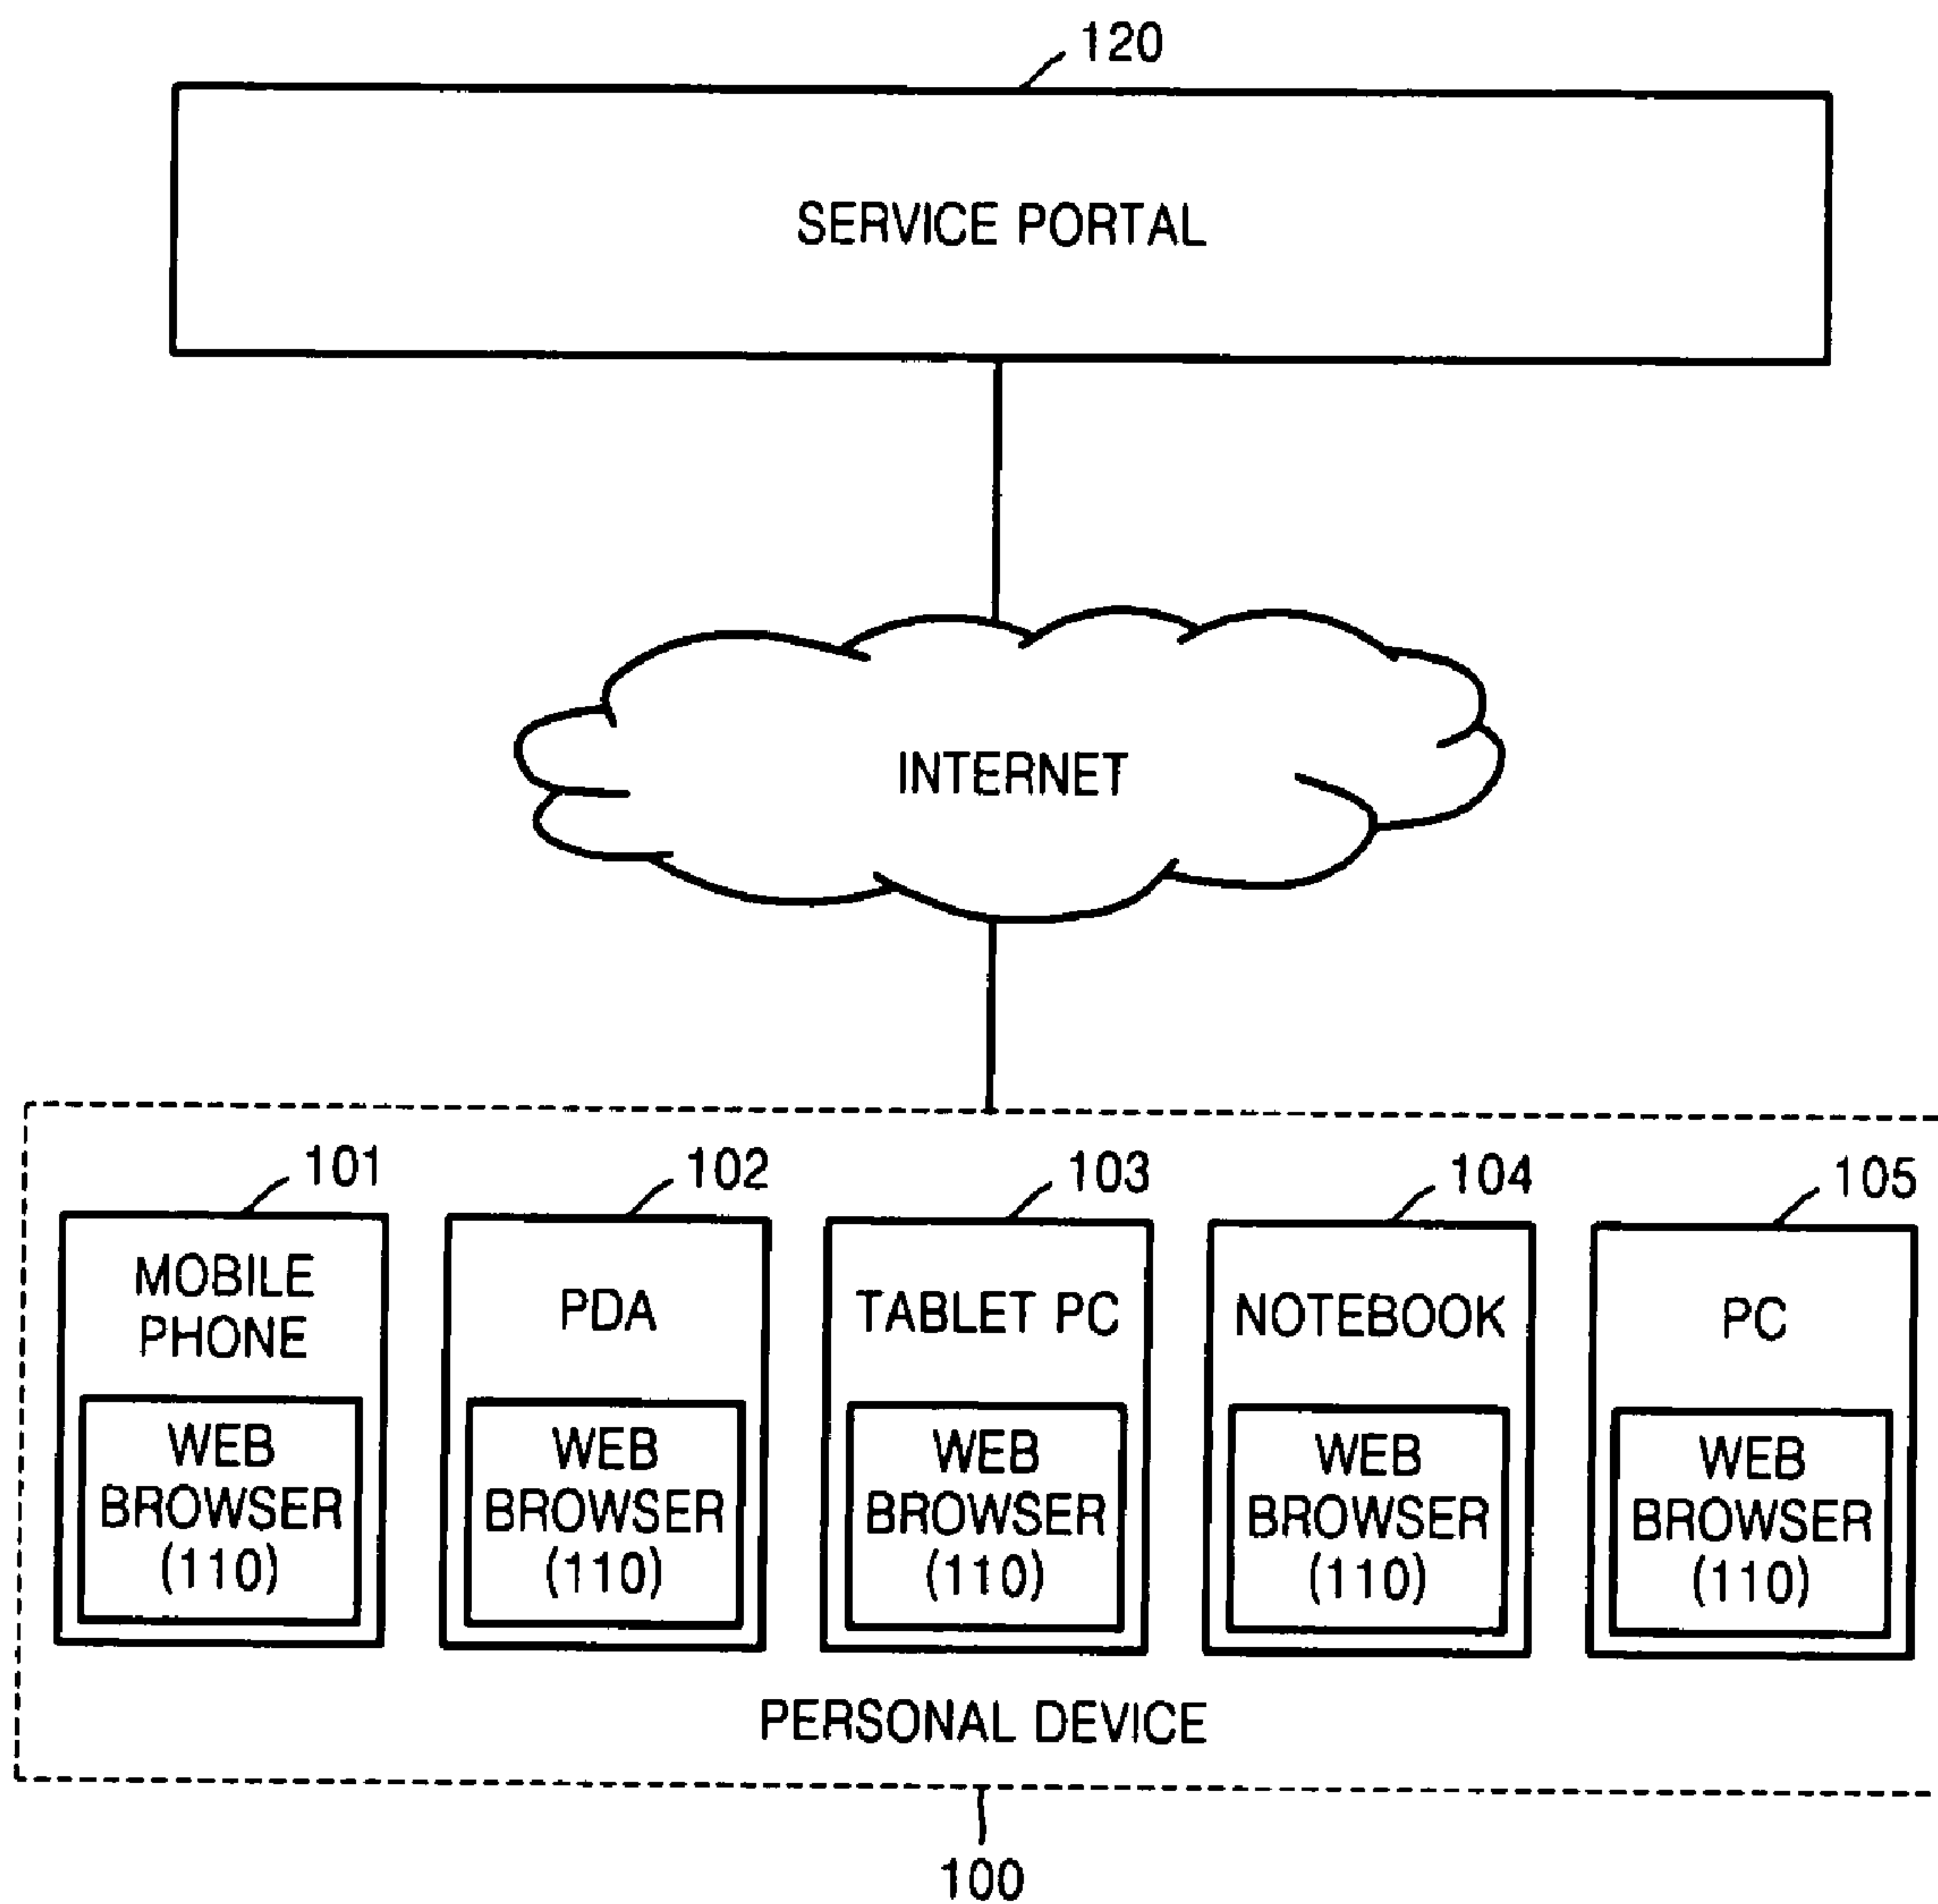 120
SERVICE PORTAL
INTERNET
101
102
103
104
105
MOBILE
PHONE
PDA
TABLET PC
NOTEBOOK
PC
WEB
BROWSER
(110)
WEB
BROWSER
(110)
WEB
BROWSER
(110)
WEB
BROWSER
(110)
WEB
BROWSER
(110)
PERSONAL DEVICE
100